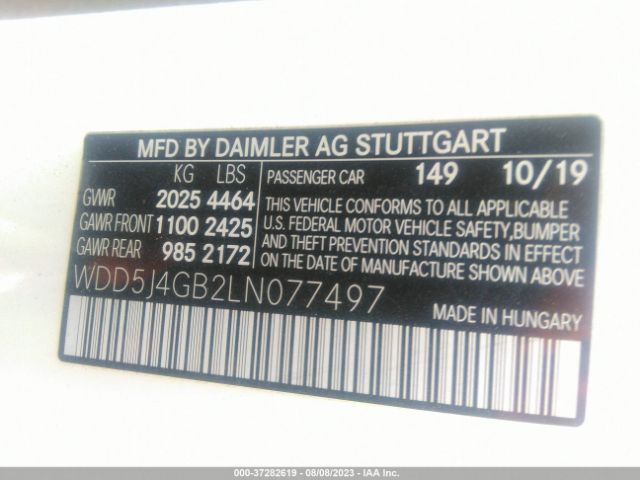 MFD BY DAIMLER AG STUTTGART
KG LBS
GVWR 2025 4464
GAWR FRONT 1100 2425
GAWR REAR 985 2172
PASSENGER CAR 149 10/19
THIS VEHICLE CONFORMS TO ALL APPLICABLE
U.S. FEDERAL MOTOR VEHICLE SAFETY, BUMPER
AND THEFT PREVENTION STANDARDS IN EFFECT
ON THE DATE OF MANUFACTURE SHOWN ABOVE
WDD5J4GB2LN077497
MADE IN HUNGARY
000-37282619 - 08/08/2023 - IAA Inc.